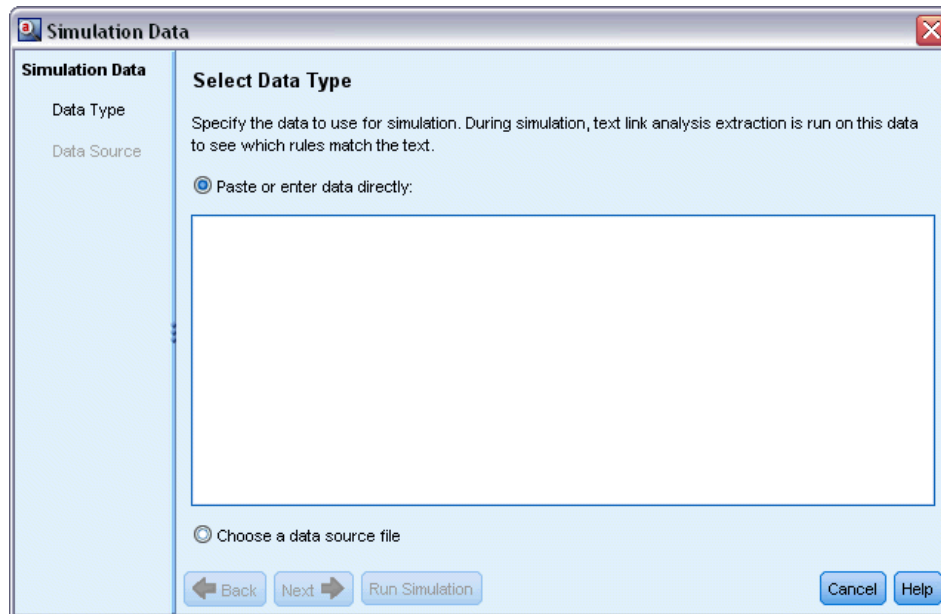 Simulation Data
Simulation Data
Data Type
Data Source
Select Data Type
Specify the data to use for simulation. During simulation, text link analysis extraction is run on this data
to see which rules match the text.
Paste or enter data directly:
Choose a data source file
Back
Next
Run Simulation
Cancel
Help